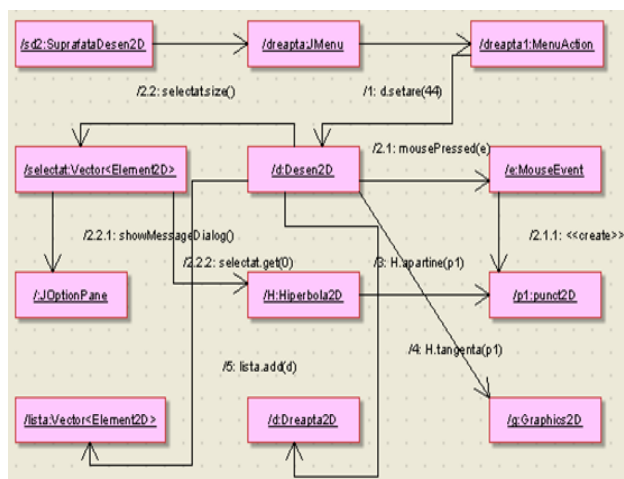 /sd2:SuprafataDesen2D
/dreapta:JMenu
/dreapta1:MenuAction
/2.2: selectat.size()
/1: d.setare(44)
/2.1: mousePressed(e)
/selectat:Vector<Element2D>
/d:Desen2D
/e:MouseEvent
/2.2.1: showMessageDialog()
/2.1.1: <<create>>
/2.2.2: selectat.get(0)
/3: H.apartine(p1)
/:JOptionPane
/H:Hiperbola2D
/p1:punct2D
/4: H.tangenta(p1)
/5: lista.add(d)
/lista:Vector<Element2D>
/d:Dreapta2D
/g:Graphics2D